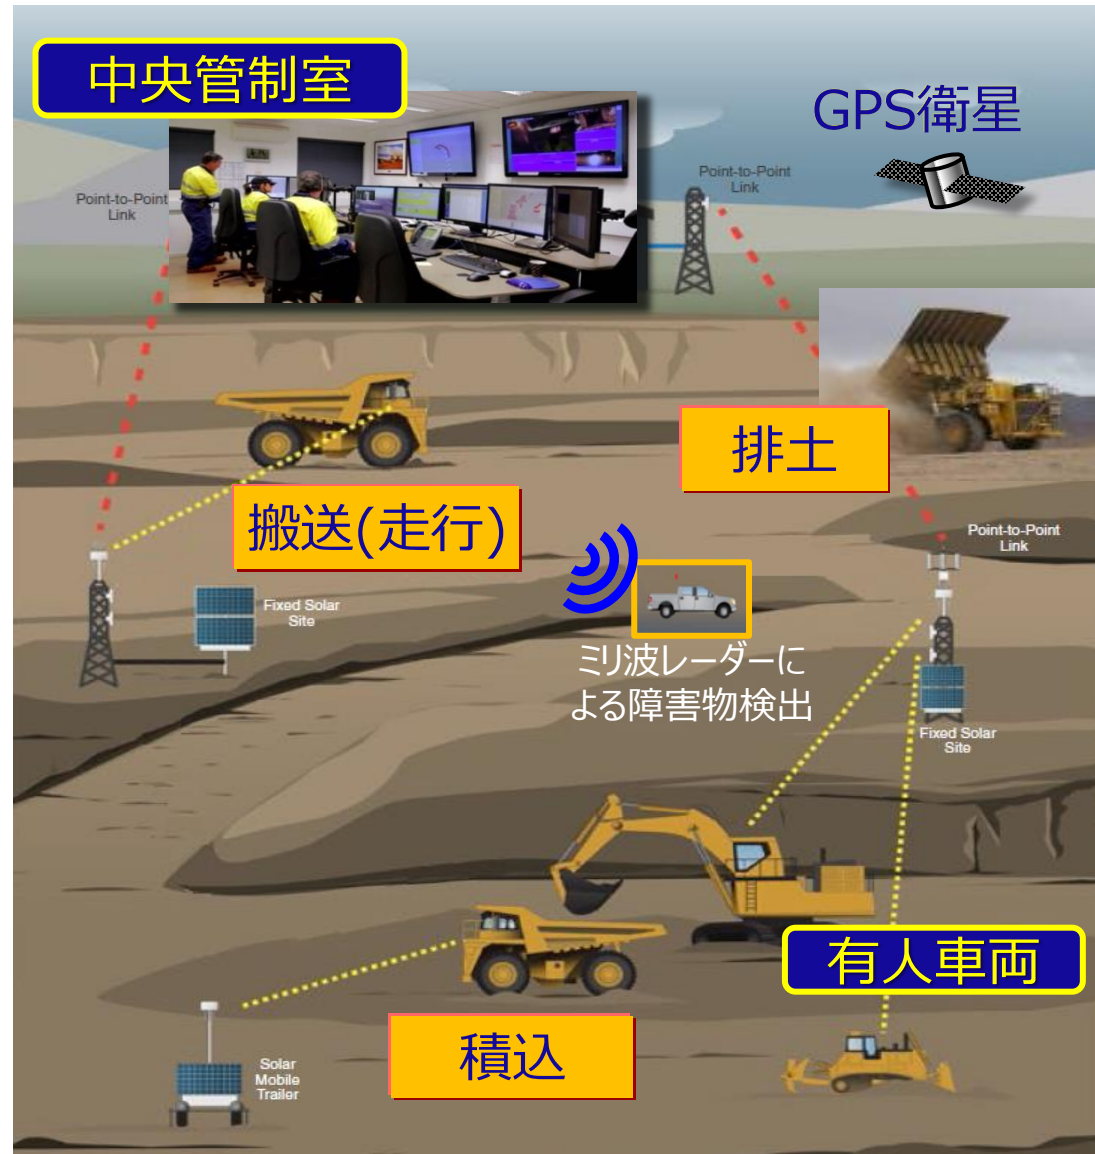 中央管制室
GPS衛星
Point-to-Point
Link
Point-to-Point
Link
排土
搬送(走行)
Point-to-Point
Link
Fixed Solar
Site
ミリ波レーダーに
よる障害物検出
Fixed Solar
Site
有人車両
積込
Solar
Mobile
Trailer